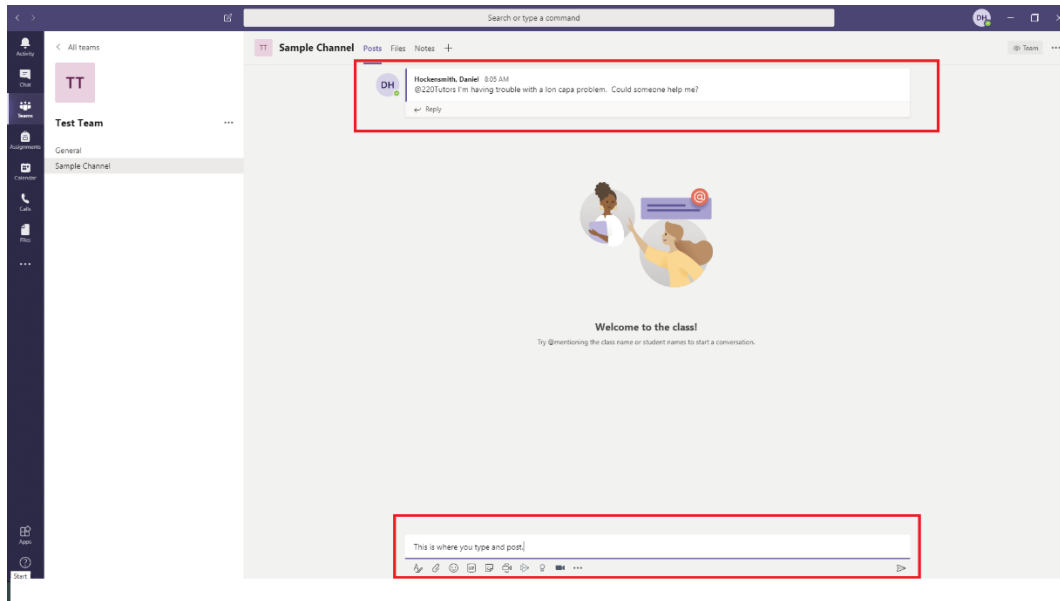 Search or type a command
DH
Activity
Chat
Teams
Assignments
Calendar
Calls
Files
Apps
Start
All teams
TT
Test Team
General
Sample Channel
TT Sample Channel Posts Files Notes
Team
DH
Hockensmith, Daniel 8:05 AM
@220Tutors I'm having trouble with a lon capa problem. Could someone help me?
Reply
@
Welcome to the class!
Try @mentioning the class name or student names to start a conversation.
This is where you type and post.
GIF